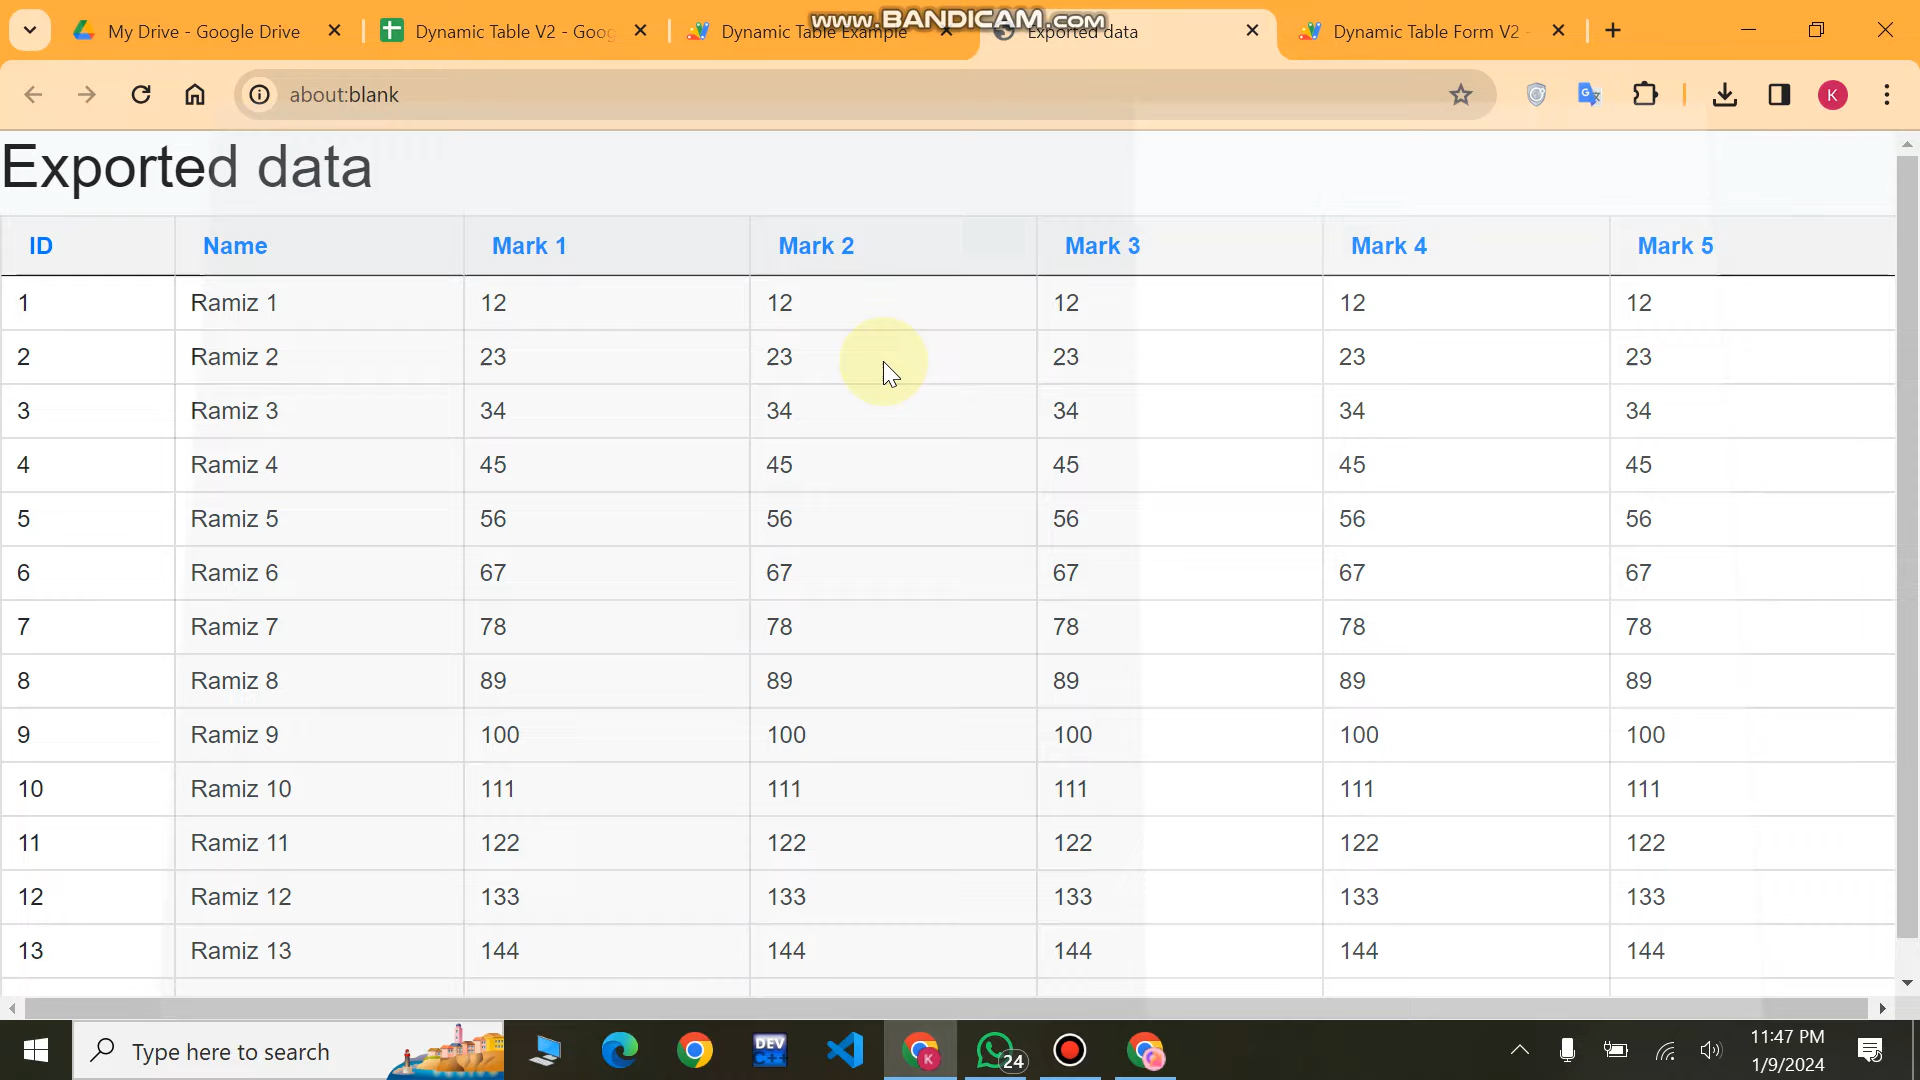 www.BANDICAM.com
My Drive - Google Drive
Dynamic Table V2 - Goog
Dynamic Table Example
Exported data
Dynamic Table Form V2 -
about:blank
K
Exported data
ID Name Mark 1 Mark 2 Mark 3 Mark 4 Mark 5
1 Ramiz 1 12 12 12 12 12
2 Ramiz 2 23 23 23 23 23
3 Ramiz 3 34 34 34 34 34
4 Ramiz 4 45 45 45 45 45
5 Ramiz 5 56 56 56 56 56
6 Ramiz 6 67 67 67 67 67
7 Ramiz 7 78 78 78 78 78
8 Ramiz 8 89 89 89 89 89
9 Ramiz 9 100 100 100 100 100
10 Ramiz 10 111 111 111 111 111
11 Ramiz 11 122 122 122 122 122
12 Ramiz 12 133 133 133 133 133
13 Ramiz 13 144 144 144 144 144
Type here to search
DEV
C++
K
24
11:47 PM
1/9/2024